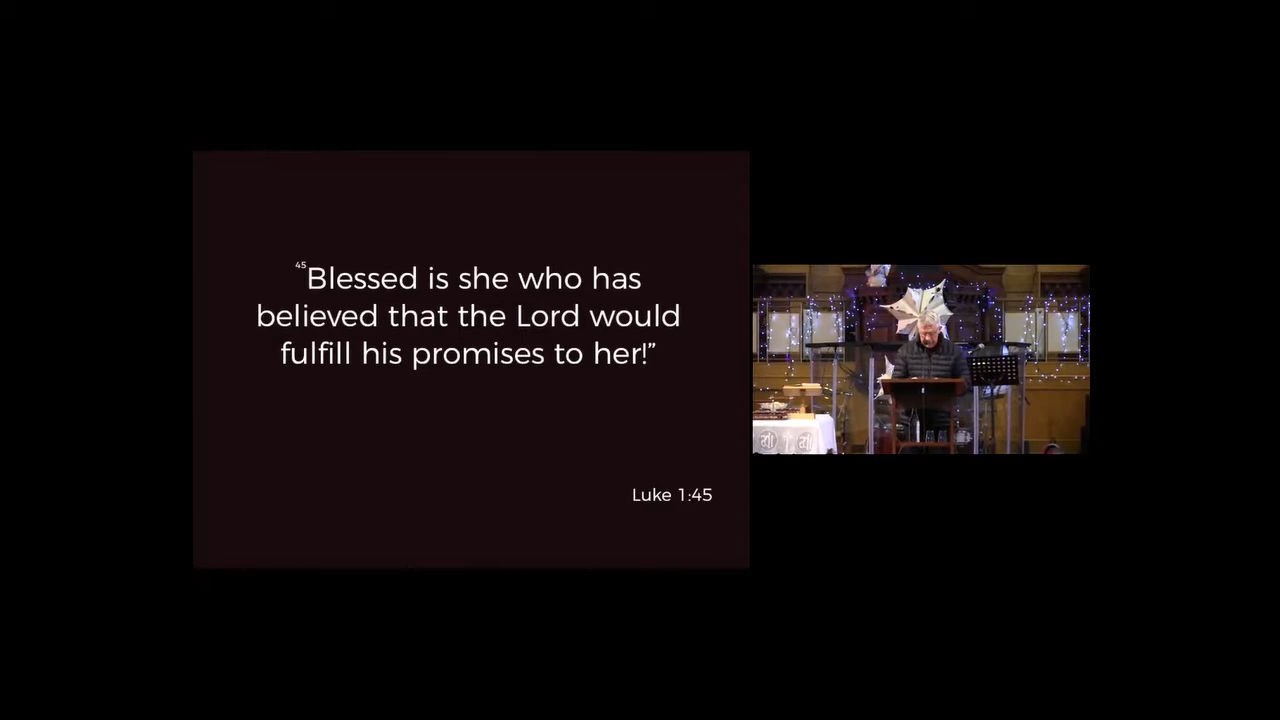 45Blessed is she who has
believed that the Lord would
fulfill his promises to her!”
Luke 1:45